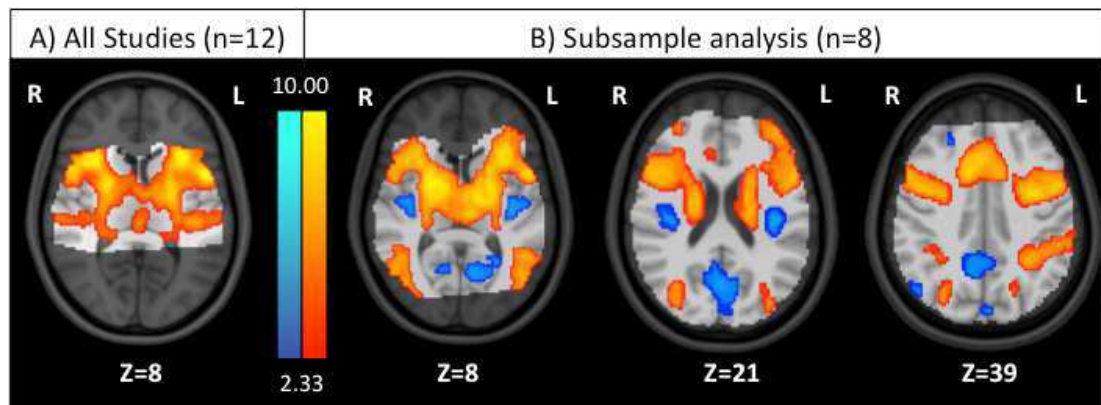 A) All Studies (n=12)
B) Subsample analysis (n=8)
R
L
10.00
2.33
R
L
R
L
R
L
Z=8
Z=8
Z=21
Z=39